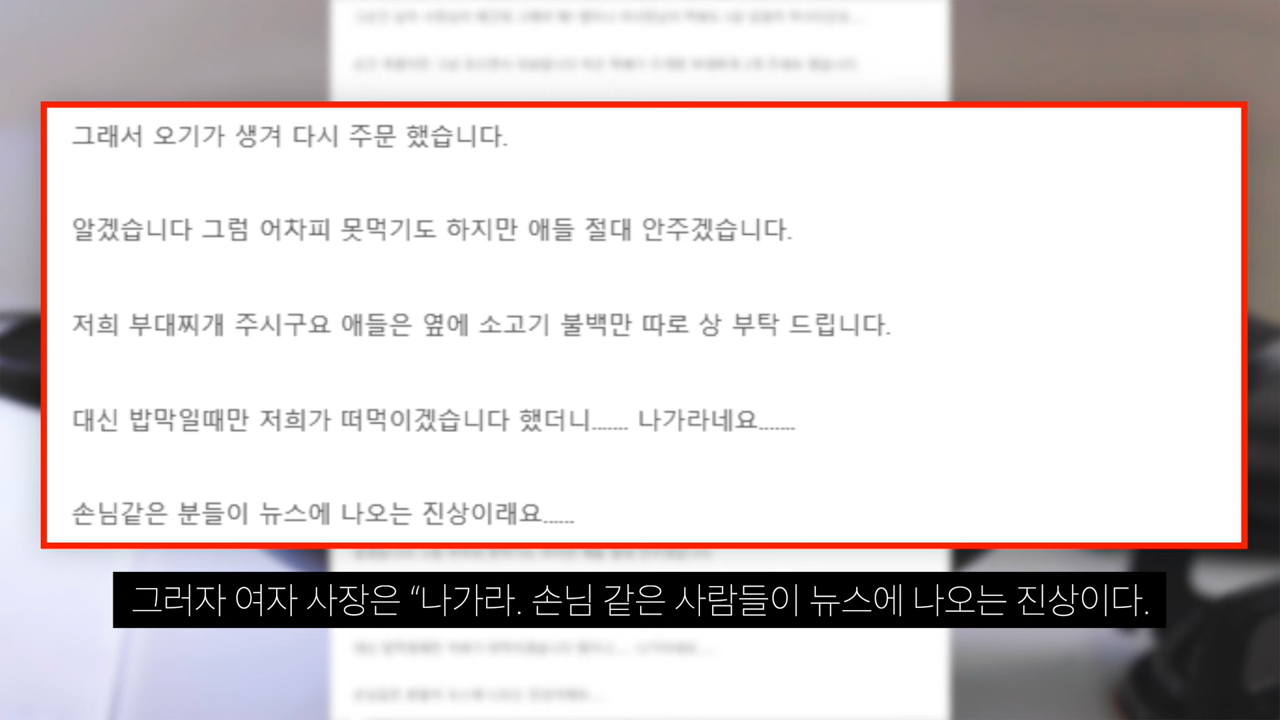 그래서 오기가 생겨 다시 주문 했습니다.
알겠습니다 그럼 어차피 못먹기도 하지만 애들 절대 안주겠습니다.
저희 부대찌개 주시구요 애들은 옆에 소고기 불백만 따로 상 부탁 드립니다.
대신 밥막일때만 저희가 떠먹이겠습니다 했더니....... 나가라네요.......
손님같은 분들이 뉴스에 나오는 진상이래요......
그러자 여자 사장은 “나가라. 손님 같은 사람들이 뉴스에 나오는 진상이다.